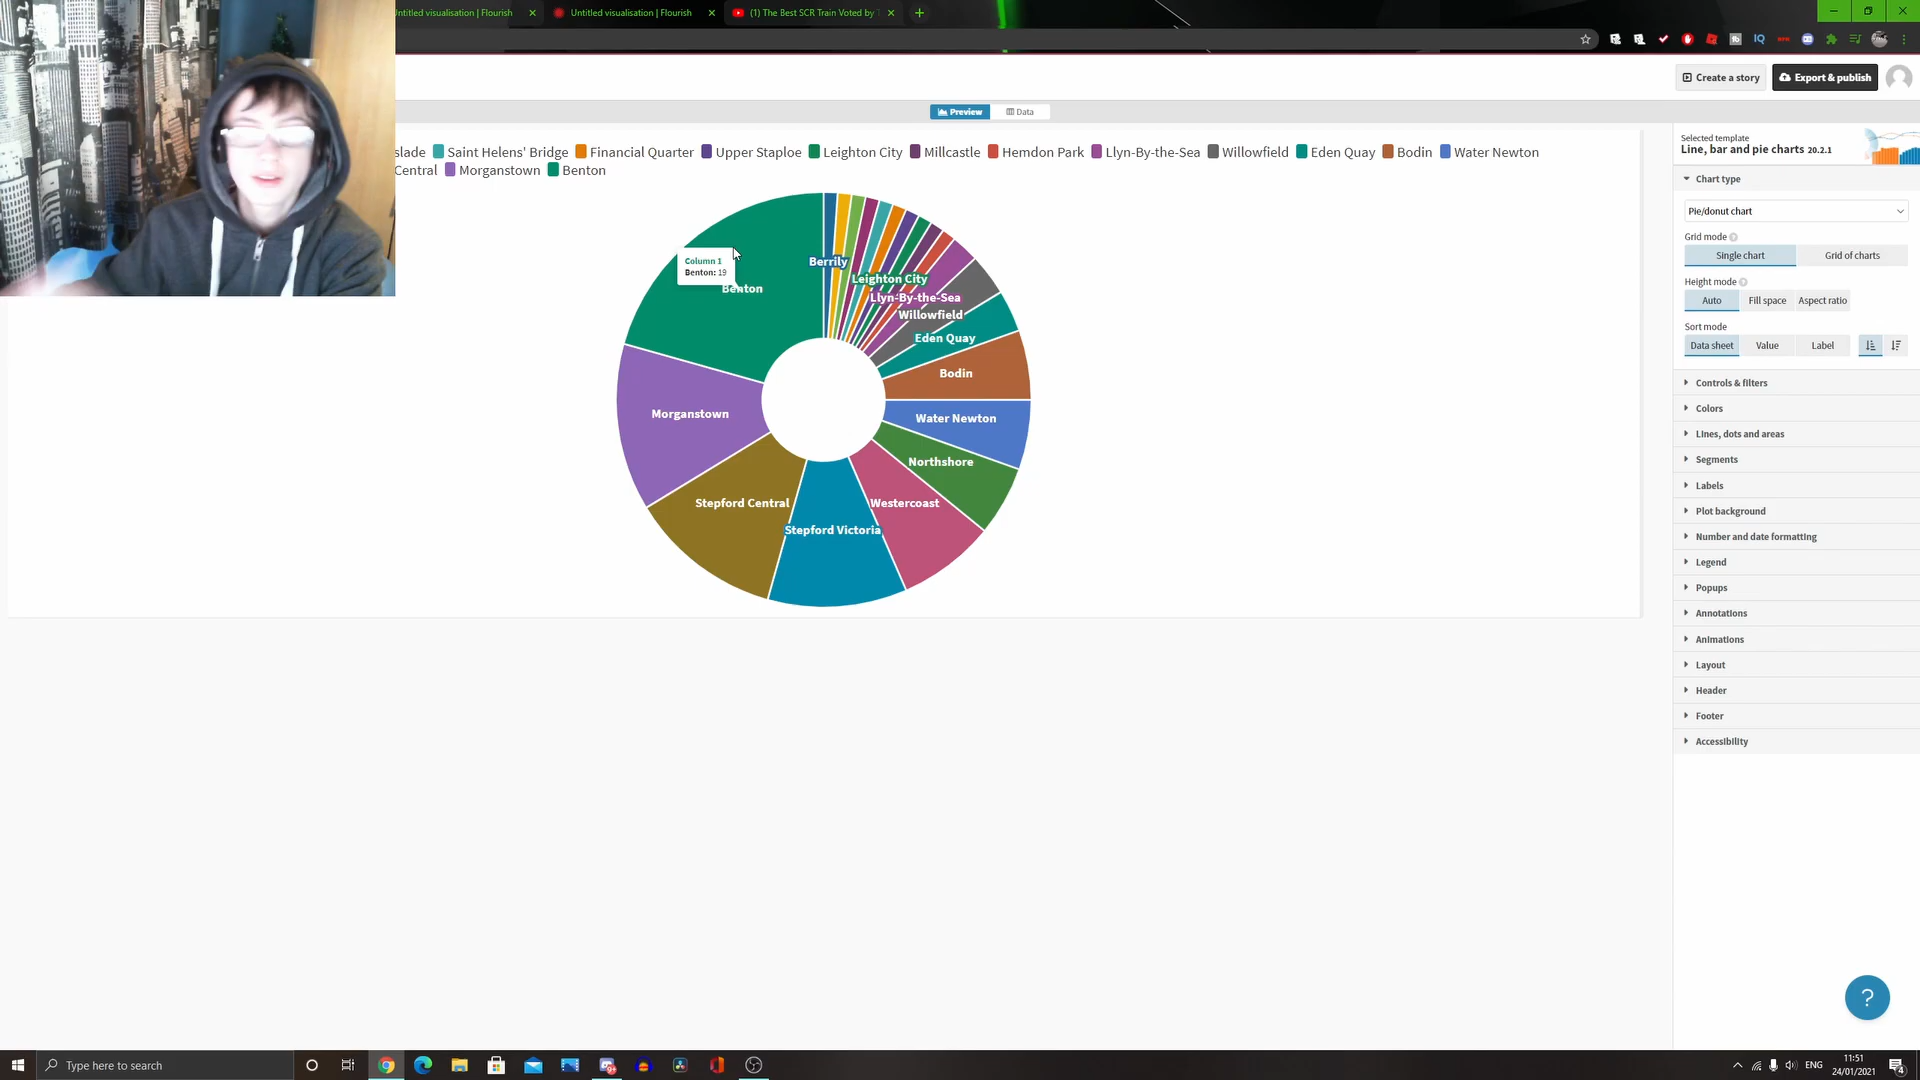 Untitled visualisation | Flourish
Untitled visualisation | Flourish
(1) The Best SCR Train Voted by
Create a story
Export & publish
Preview
Data
slade
Saint Helens' Bridge
Financial Quarter
Upper Staploe
Leighton City
Millcastle
Hemdon Park
Llyn-By-the-Sea
Willowfield
Eden Quay
Bodin
Water Newton
Central
Morganstown
Benton
Column 1
Benton: 19
Benton
Berrily
Leighton City
Llyn-By-the-Sea
Willowfield
Eden Quay
Bodin
Water Newton
Northshore
Westercoast
Stepford Victoria
Stepford Central
Morganstown
Selected template
Line, bar and pie charts 20.2.1
Chart type
Pie/donut chart
Grid mode
Single chart
Grid of charts
Height mode
Auto
Fill space
Aspect ratio
Sort mode
Data sheet
Value
Label
Controls & filters
Colors
Lines, dots and areas
Segments
Labels
Plot background
Number and date formatting
Legend
Popups
Annotations
Animations
Layout
Header
Footer
Accessibility
?
Type here to search
ENG
11:51
24/01/2021